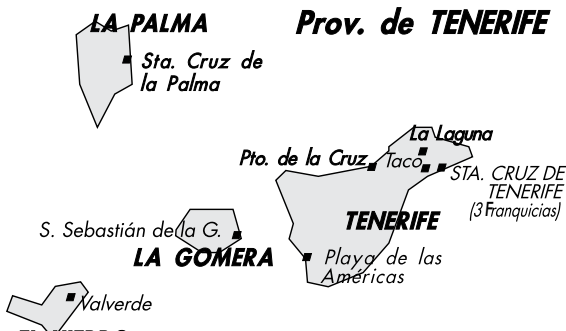 LA PALMA
Prov. de TENERIFE
Sta. Cruz de
la Palma
La Laguna
Pto. de la Cruz
Taco
STA. CRUZ DE
TENERIFE
(3 Franquicias)
TENERIFE
S. Sebastián de la G.
LA GOMERA
Playa de las
Américas
Valverde